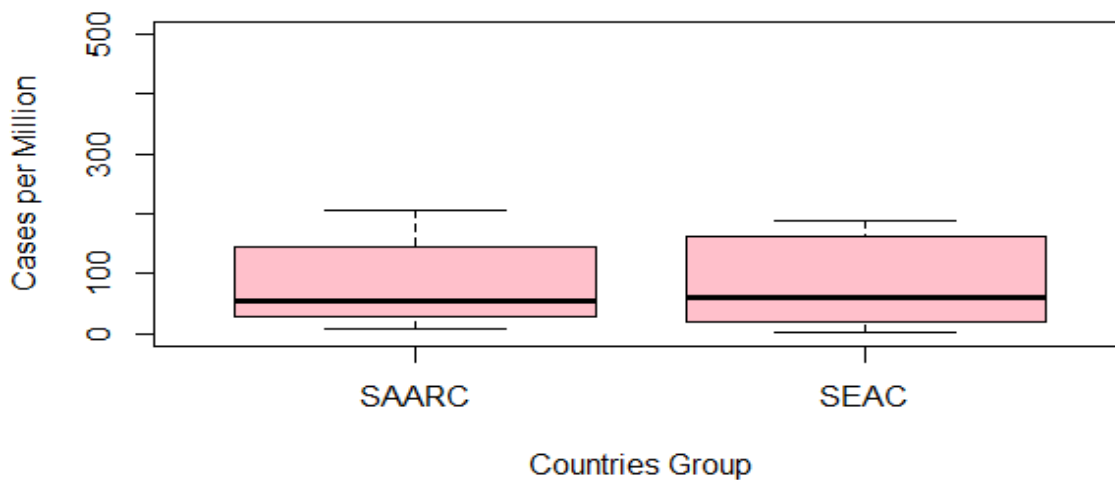 Cases per Million
500
300
100
0
SAARC
SEAC
Countries Group